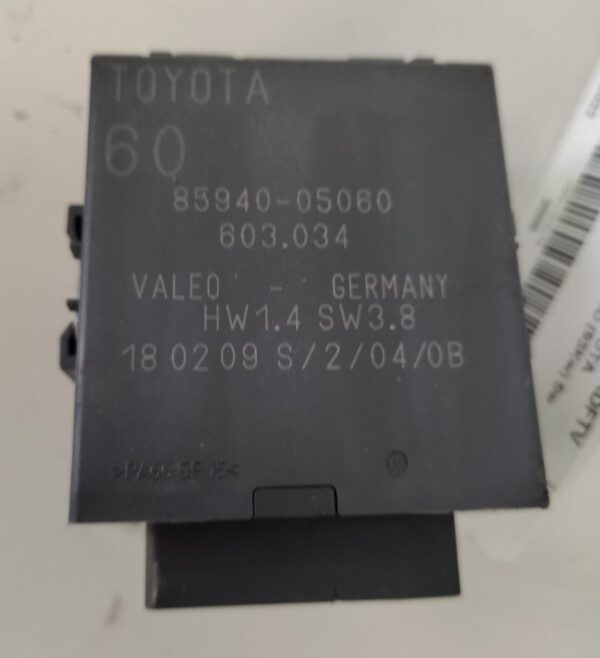 TOYOTA
60
85940-05060
603.034
VALEO - GERMANY
HW1.4 SW3.8
18 02 09 S/2/04/0B